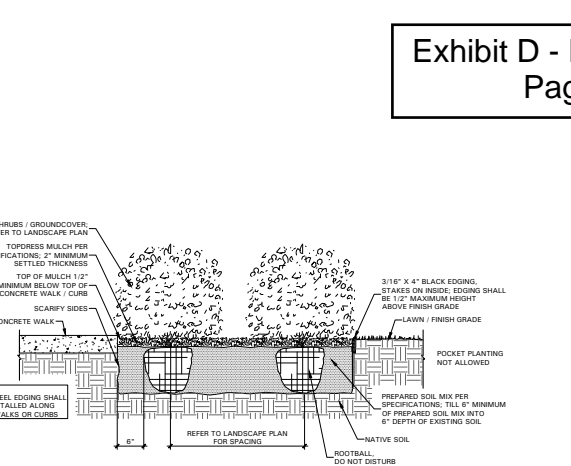 Exhibit D -
HRUBS / GROUNDCOVER;
ER TO LANDSCAPE PLAN
TOPDRESS MULCH PER
IFICATIONS; 2" MINIMUM
SETTLED THICKNESS
TOP OF MULCH 1/2"
MINIMUM BELOW TOP OF
CONCRETE WALK / CURB
SCARIFY SIDES
ONCRETE WALK
EEL EDGING SHALL
TALLED ALONG
ALKS OR CURBS
6"
REFER TO LANDSCAPE PLAN
FOR SPACING
3/16" X 4" BLACK EDGING,
STAKES ON INSIDE; EDGING SHALL
BE 1/2" MAXIMUM HEIGHT
ABOVE FINISH GRADE
LAWN / FINISH GRADE
POCKET PLANTING
NOT ALLOWED
PREPARED SOIL MIX PER
SPECIFICATIONS; TILL 6" MINIMUM
OF PREPARED SOIL MIX INTO
6" DEPTH OF EXISTING SOIL
NATIVE SOIL
ROOTBALL,
DO NOT DISTURB